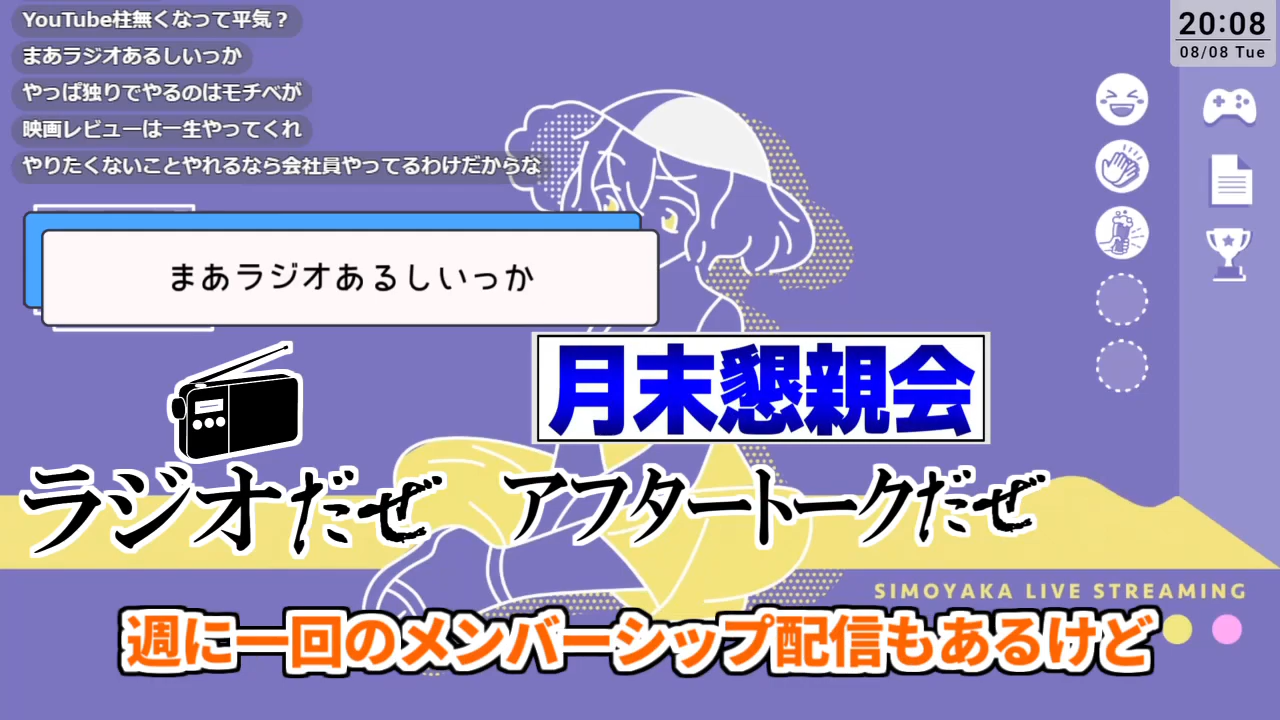 YouTube柱無くなって平気？
まあラジオあるしいっか
やっぱ独りでやるのはモチベが
映画レビューは一生やってくれ
やりたくないことやれるなら会社員やってるわけだからな
20:08
08/08 Tue
まあラジオあるしいっか
月末懇親会
ラジオだぜ
アフタートークだぜ
SIMOYAKA LIVE STREAMING
週に一回のメンバーシップ配信もあるけど